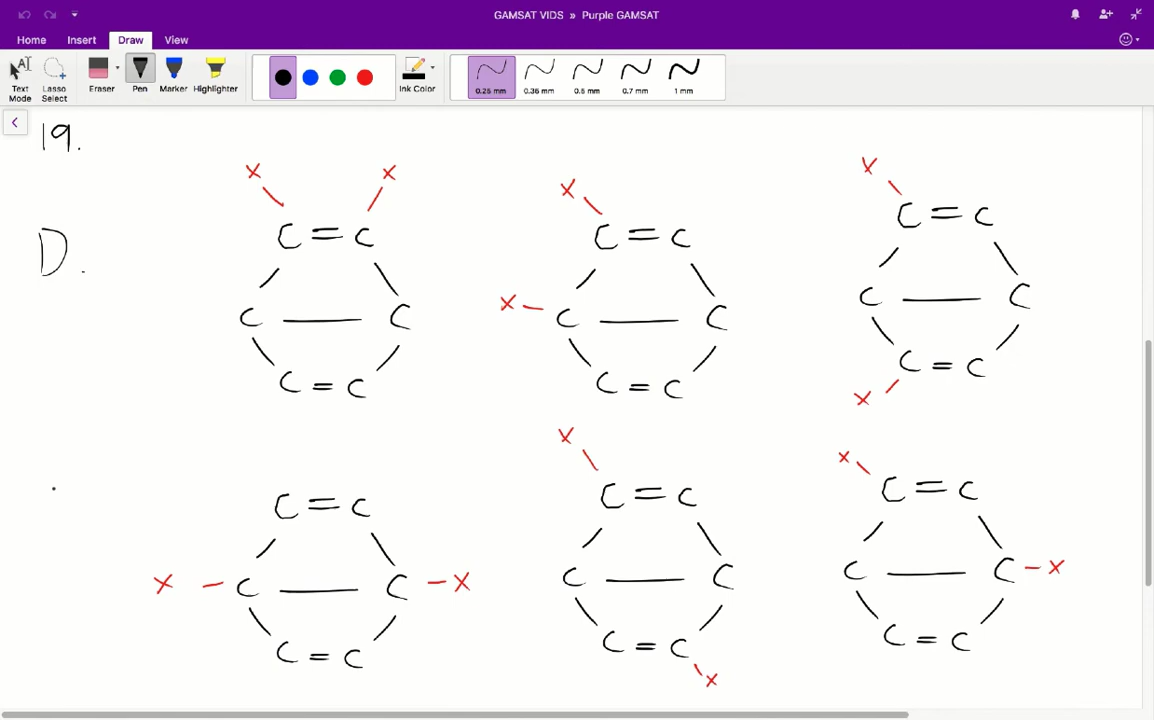 GAMSAT VIDS » Purple GAMSAT
Home Insert Draw View
Text Mode Lasso Select Eraser Pen Marker Highlighter Ink Color 0.25 mm 0.35 mm 0.5 mm 0.7 mm 1 mm
19.
D.
x x x x
C = C C = C C = C
x
C C C C C C
C = C C = C C = C
x
x x
C = C C = C C = C
x C C x C C C C x
C = C C = C C = C
x